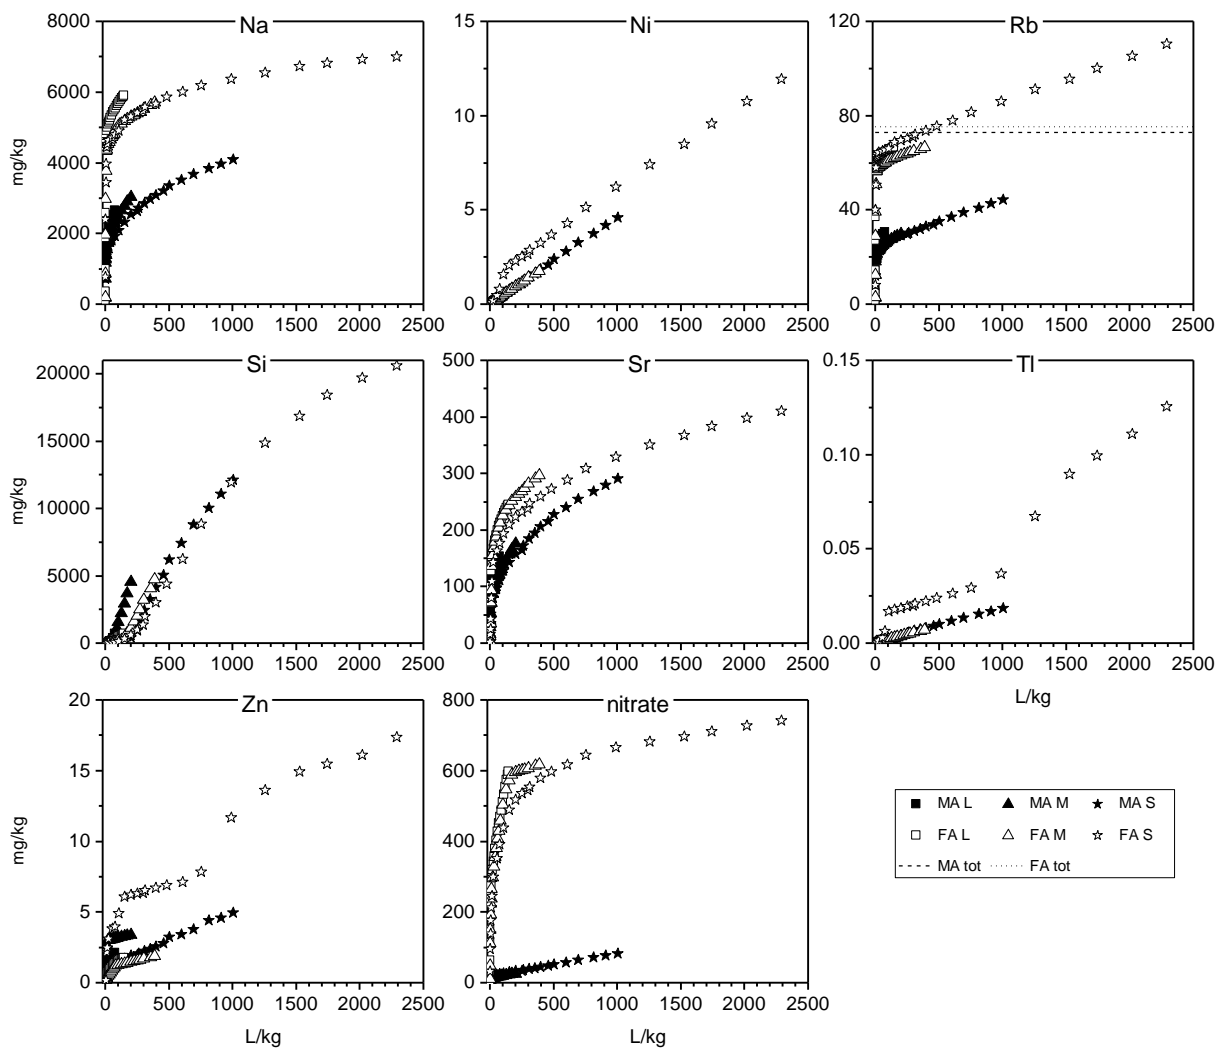 Na
8000
6000
4000
2000
0
mg/kg
0 500 1000 1500 2000 2500
Ni
15
10
5
0
0 500 1000 1500 2000 2500
Rb
120
80
40
0
0 500 1000 1500 2000 2500
Si
20000
15000
10000
5000
0
mg/kg
0 500 1000 1500 2000 2500
Sr
500
400
300
200
100
0
0 500 1000 1500 2000 2500
Tl
0.15
0.10
0.05
0.00
0 500 1000 1500 2000 2500
L/kg
Zn
20
15
10
5
0
mg/kg
0 500 1000 1500 2000 2500
L/kg
nitrate
800
600
400
200
0
0 500 1000 1500 2000 2500
L/kg
MA L MA M MA S
FA L FA M FA S
MA tot FA tot